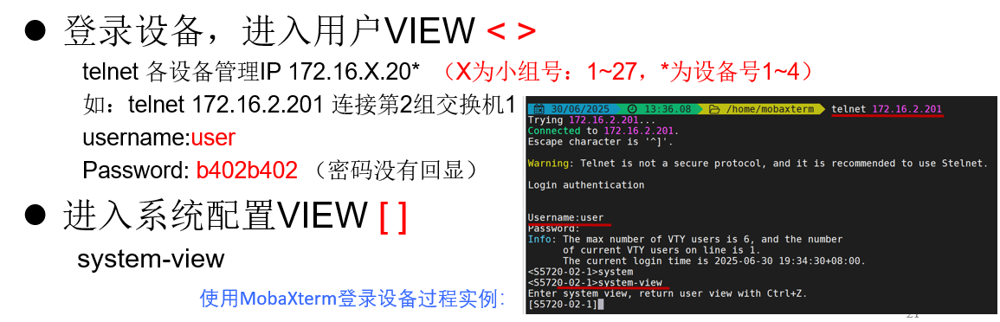 ● 登录设备，进入用户VIEW < >
telnet 各设备管理IP 172.16.X.20* （X为小组号：1~27，*为设备号1~4）
如：telnet 172.16.2.201 连接第2组交换机1
username:user
Password: b402b402 （密码没有回显）
● 进入系统配置VIEW [ ]
system-view
使用MobaXterm登录设备过程实例：
30/06/2025 13:36.08 /home/mobaxterm telnet 172.16.2.201
Trying 172.16.2.201...
Connected to 172.16.2.201.
Escape character is '^]'.
Warning: Telnet is not a secure protocol, and it is recommended to use Stelnet.
Login authentication
Username:user
Password:
Info: The max number of VTY users is 6, and the number
of current VTY users on line is 1.
The current login time is 2025-06-30 19:34:30+08:00.
<S5720-02-1>system
<S5720-02-1>system-view
Enter system view, return user view with Ctrl+Z.
[S5720-02-1]
21